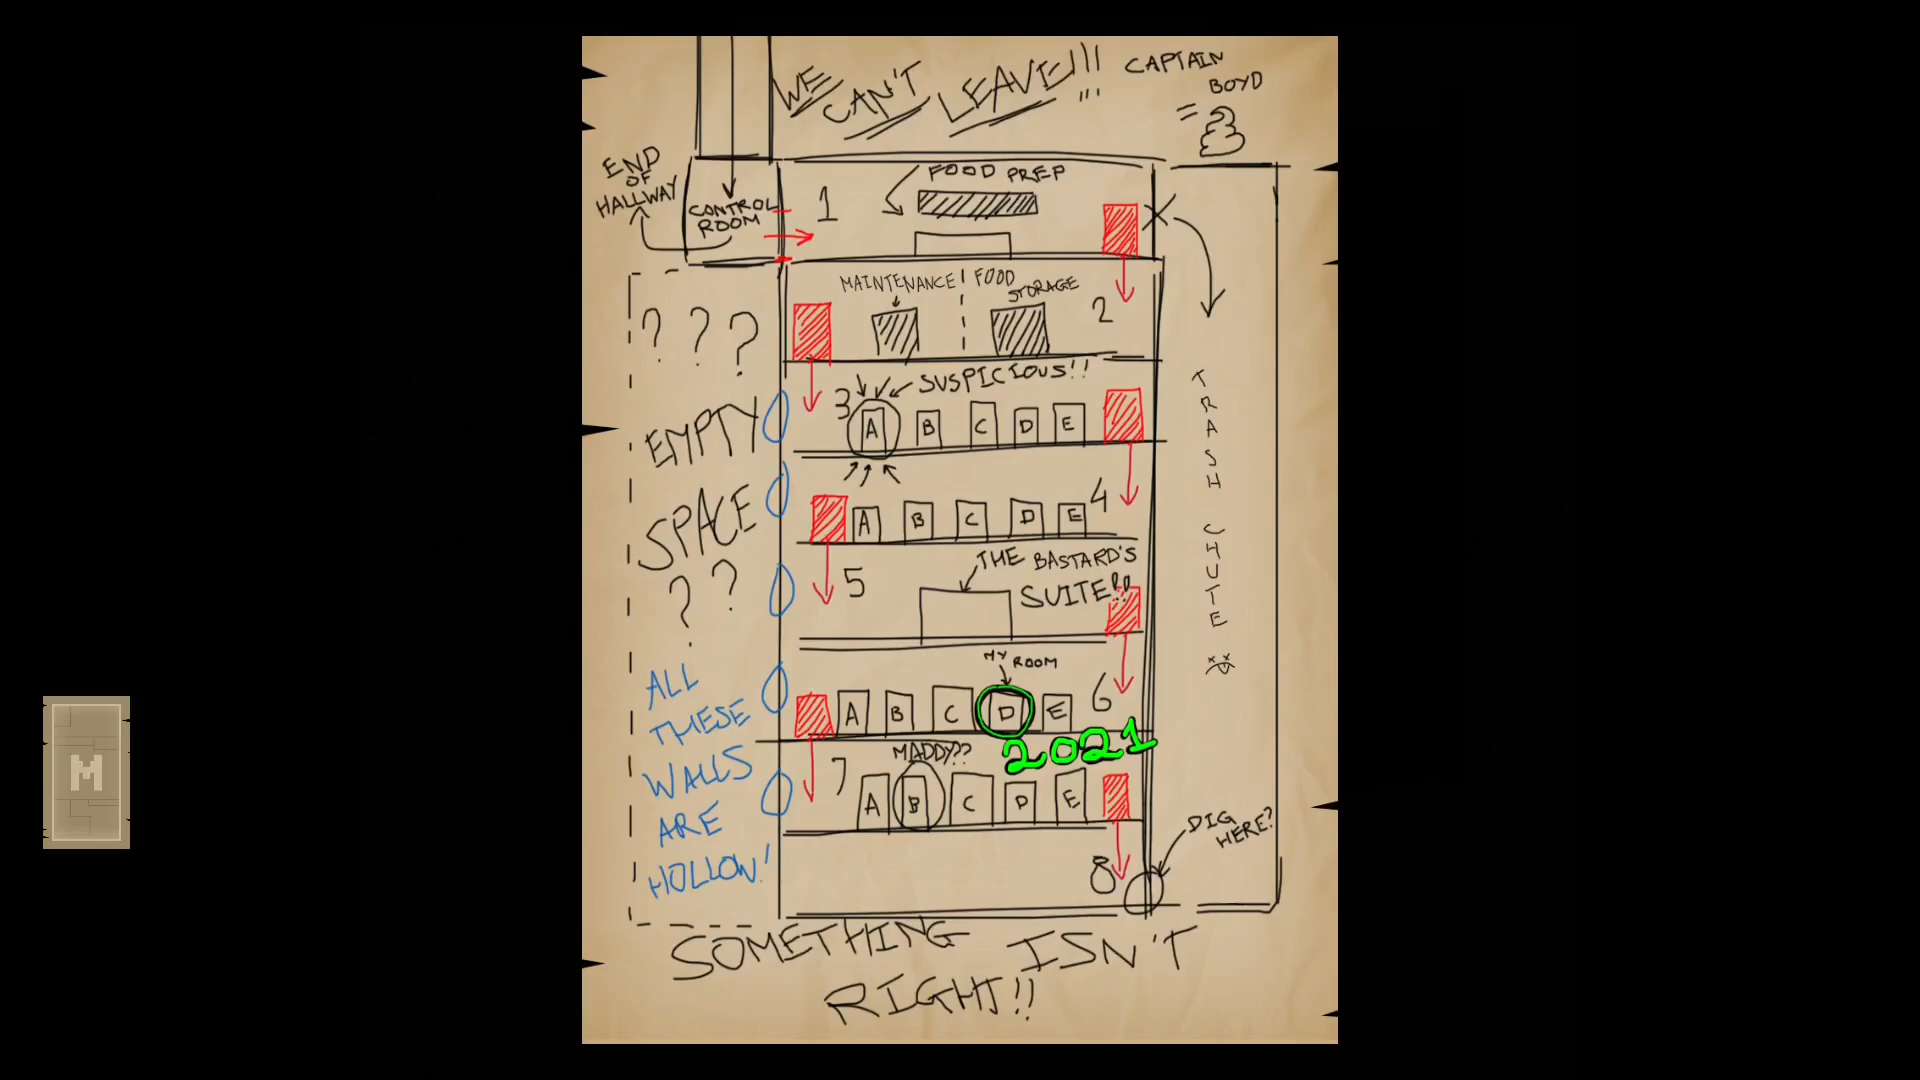 WE
CAN'T
LEAVE!!!
!!!
CAPTAIN
BOYD
=
END
OF
HALLWAY
CONTROL
ROOM
1
FOOD PREP
MAINTENANCE
FOOD
STORAGE
2
? ? ?
EMPTY
SPACE
? ?
3
SUSPICIOUS!!
A B C D E
4
A B C D E
5
THE BASTARD'S
SUITE!!
MY ROOM
6
A B C D E
2021
MADDY??
7
A B C D E
8
ALL
THESE
WALLS
ARE
HOLLOW!
TRASH CHUTE
DIG
HERE?
SOMETHING ISN'T
RIGHT!!
M